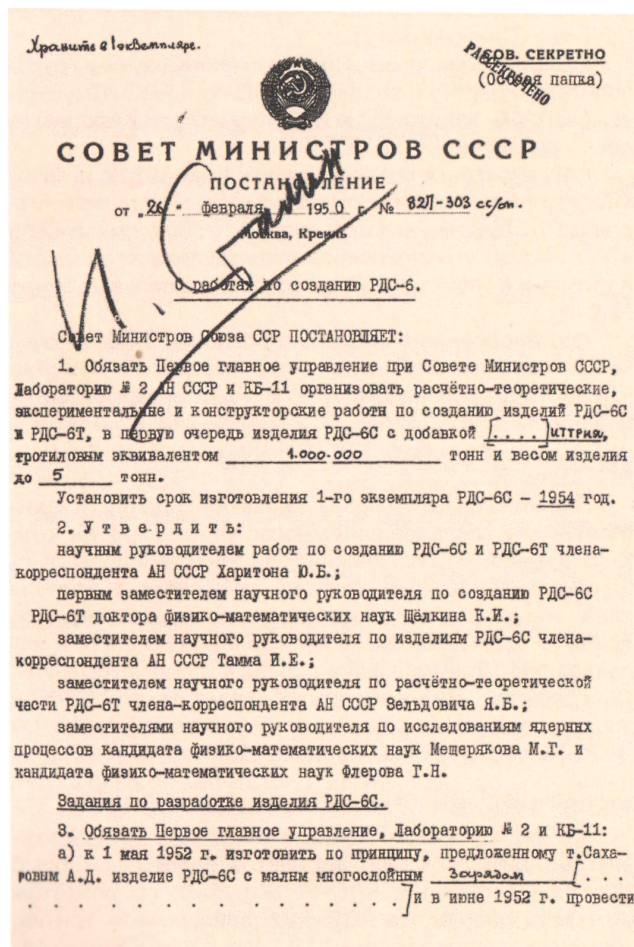 Хранить в 1 экземпляре.
СОВ. СЕКРЕТНО
РАССЕКРЕЧЕНО
(Особая папка)
СОВЕТ МИНИСТРОВ СССР
ПОСТАНОВЛЕНИЕ
от „26" февраля 1950 г. № 827-303 сс/оп.
Москва, Кремль
И. Сталин
О работах по созданию РДС-6.
Совет Министров Союза ССР ПОСТАНОВЛЯЕТ:
1. Обязать Первое главное управление при Совете Министров СССР,
Лабораторию № 2 АН СССР и КБ-11 организовать расчётно-теоретические,
экспериментальные и конструкторские работы по созданию изделий РДС-6С
и РДС-6Т, в первую очередь изделия РДС-6С с добавкой [....] иттрия,
тротиловым эквивалентом 1.000.000 тонн и весом изделия
до 5 тонн.
Установить срок изготовления 1-го экземпляра РДС-6С – 1954 год.
2. У т в е р д и т ь:
научным руководителем работ по созданию РДС-6С и РДС-6Т члена-
корреспондента АН СССР Харитона Ю.Б.;
первым заместителем научного руководителя по созданию РДС-6С
РДС-6Т доктора физико-математических наук Щёлкина К.И.;
заместителем научного руководителя по изделиям РДС-6С члена-
корреспондента АН СССР Тамма И.Е.;
заместителем научного руководителя по расчётно-теоретической
части РДС-6Т члена-корреспондента АН СССР Зельдовича Я.Б.;
заместителями научного руководителя по исследованиям ядерных
процессов кандидата физико-математических наук Мещерякова М.Г. и
кандидата физико-математических наук Флерова Г.Н.
Задания по разработке изделия РДС-6С.
3. Обязать Первое главное управление, Лабораторию № 2 и КБ-11:
а) к 1 мая 1952 г. изготовить по принципу, предложенному т.Саха-
ровым А.Д. изделие РДС-6С с малым многослойным зарядом [. . .
. . . . . . . . . . . . . . .] и в июне 1952 г. провести